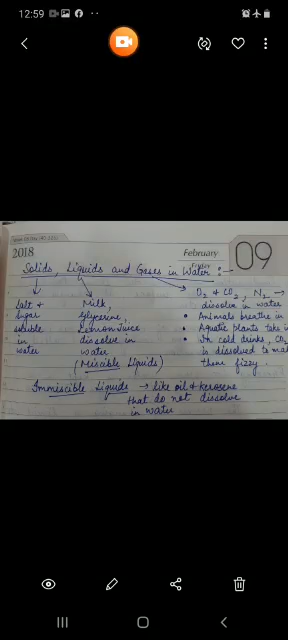 12:59
2018
February
Friday
09
Solids, Liquids and Gases in Water :-
Salt &
Sugar
soluble
in
water
Milk,
glycerine,
Lemon Juice
dissolve in
water
(Miscible Liquids)
O2 & CO2, N2 →
dissolve in water
• Animals breathe in
• Aquatic plants take in
• In cold drinks, CO2
is dissolved to ma
them fizzy
Immiscible Liquids → like oil & kerosene
that do not dissolve
in water